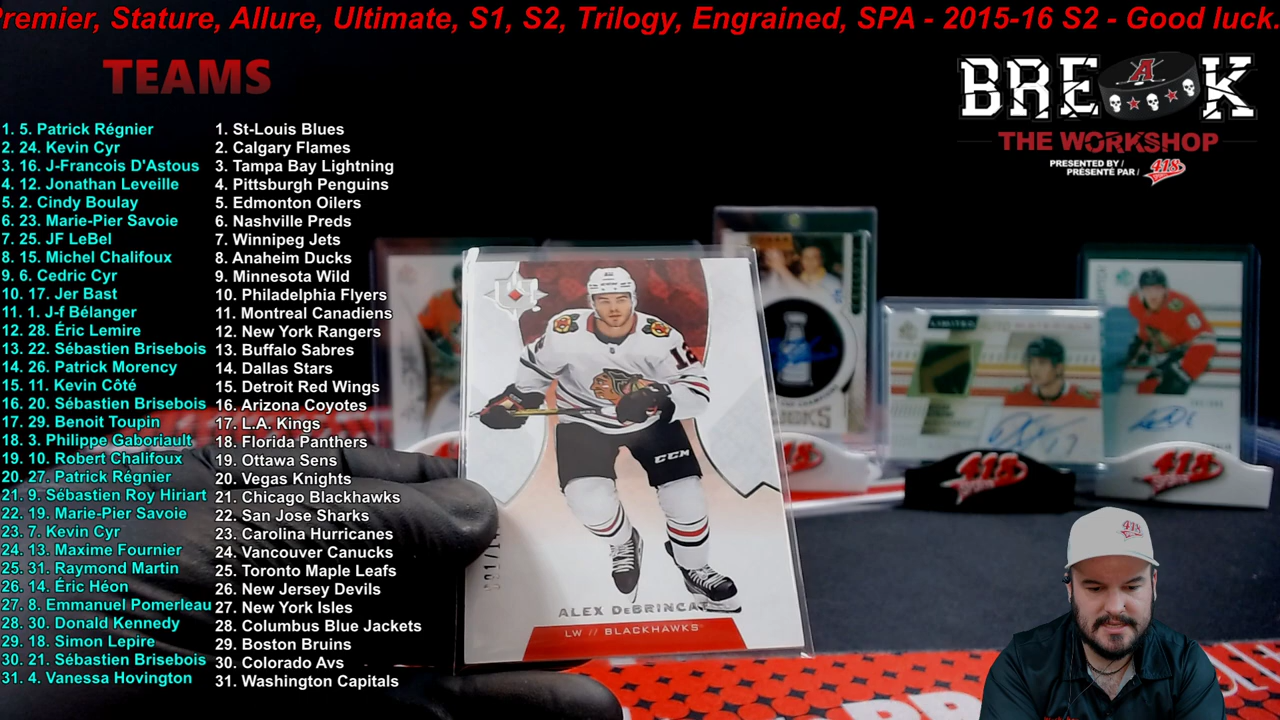 Premier, Stature, Allure, Ultimate, S1, S2, Trilogy, Engrained, SPA - 2015-16 S2 - Good luck.
TEAMS
1. 5. Patrick Régnier
2. 24. Kevin Cyr
3. 16. J-Francois D'Astous
4. 12. Jonathan Leveille
5. 2. Cindy Boulay
6. 23. Marie-Pier Savoie
7. 25. JF LeBel
8. 15. Michel Chalifoux
9. 6. Cedric Cyr
10. 17. Jer Bast
11. 1. J-f Bélanger
12. 28. Éric Lemire
13. 22. Sébastien Brisebois
14. 26. Patrick Morency
15. 11. Kevin Côté
16. 20. Sébastien Brisebois
17. 29. Benoit Toupin
18. 3. Philippe Gaboriault
19. 10. Robert Chalifoux
20. 27. Patrick Régnier
21. 9. Sébastien Roy Hiriart
22. 19. Marie-Pier Savoie
23. 7. Kevin Cyr
24. 13. Maxime Fournier
25. 31. Raymond Martin
26. 14. Éric Héon
27. 8. Emmanuel Pomerleau
28. 30. Donald Kennedy
29. 18. Simon Lepire
30. 21. Sébastien Brisebois
31. 4. Vanessa Hovington
1. St-Louis Blues
2. Calgary Flames
3. Tampa Bay Lightning
4. Pittsburgh Penguins
5. Edmonton Oilers
6. Nashville Preds
7. Winnipeg Jets
8. Anaheim Ducks
9. Minnesota Wild
10. Philadelphia Flyers
11. Montreal Canadiens
12. New York Rangers
13. Buffalo Sabres
14. Dallas Stars
15. Detroit Red Wings
16. Arizona Coyotes
17. L.A. Kings
18. Florida Panthers
19. Ottawa Sens
20. Vegas Knights
21. Chicago Blackhawks
22. San Jose Sharks
23. Carolina Hurricanes
24. Vancouver Canucks
25. Toronto Maple Leafs
26. New Jersey Devils
27. New York Isles
28. Columbus Blue Jackets
29. Boston Bruins
30. Colorado Avs
31. Washington Capitals
BREAK
THE WORKSHOP
PRESENTED BY /
PRÉSENTÉ PAR /
418
12
CCM
ALEX DEBRINCAT
LW // BLACKHAWKS
418
418
418